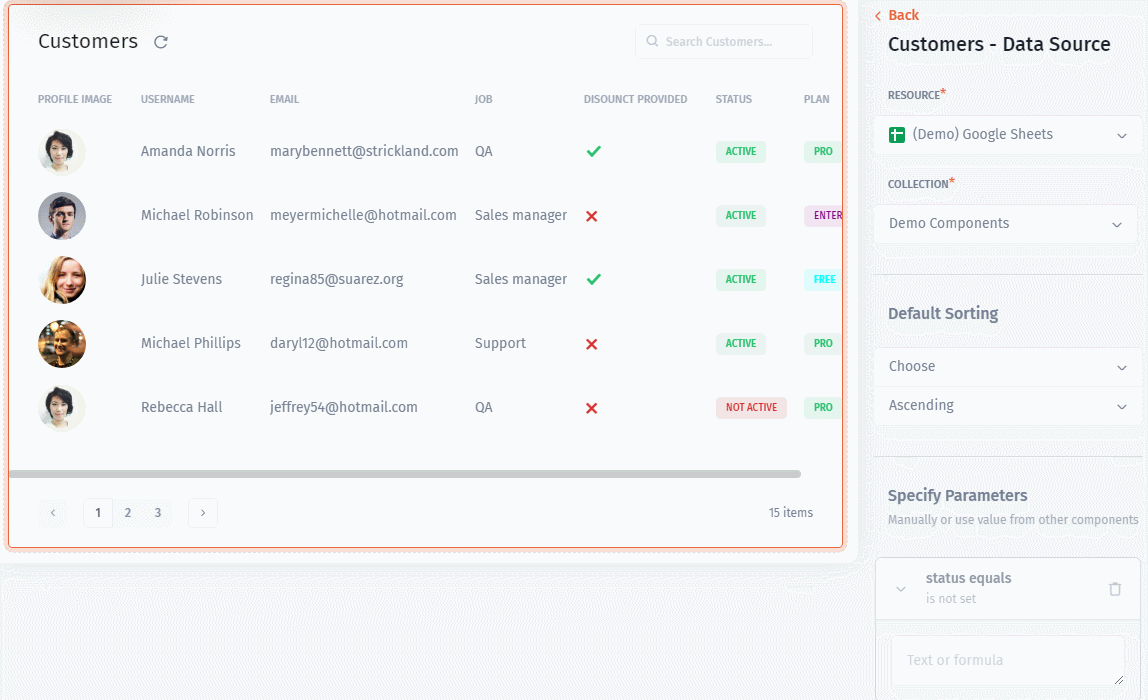 Customers
Search Customers...
PROFILE IMAGE USERNAME EMAIL JOB DISOUNCT PROVIDED STATUS PLAN
Amanda Norris marybennett@strickland.com QA ACTIVE PRO
Michael Robinson meyermichelle@hotmail.com Sales manager ACTIVE ENTER
Julie Stevens regina85@suarez.org Sales manager ACTIVE FREE
Michael Phillips daryl12@hotmail.com Support ACTIVE PRO
Rebecca Hall jeffrey54@hotmail.com QA NOT ACTIVE PRO
1 2 3
15 items
Back
Customers - Data Source
RESOURCE*
(Demo) Google Sheets
COLLECTION*
Demo Components
Default Sorting
Choose
Ascending
Specify Parameters
Manually or use value from other components
status equals
is not set
Text or formula